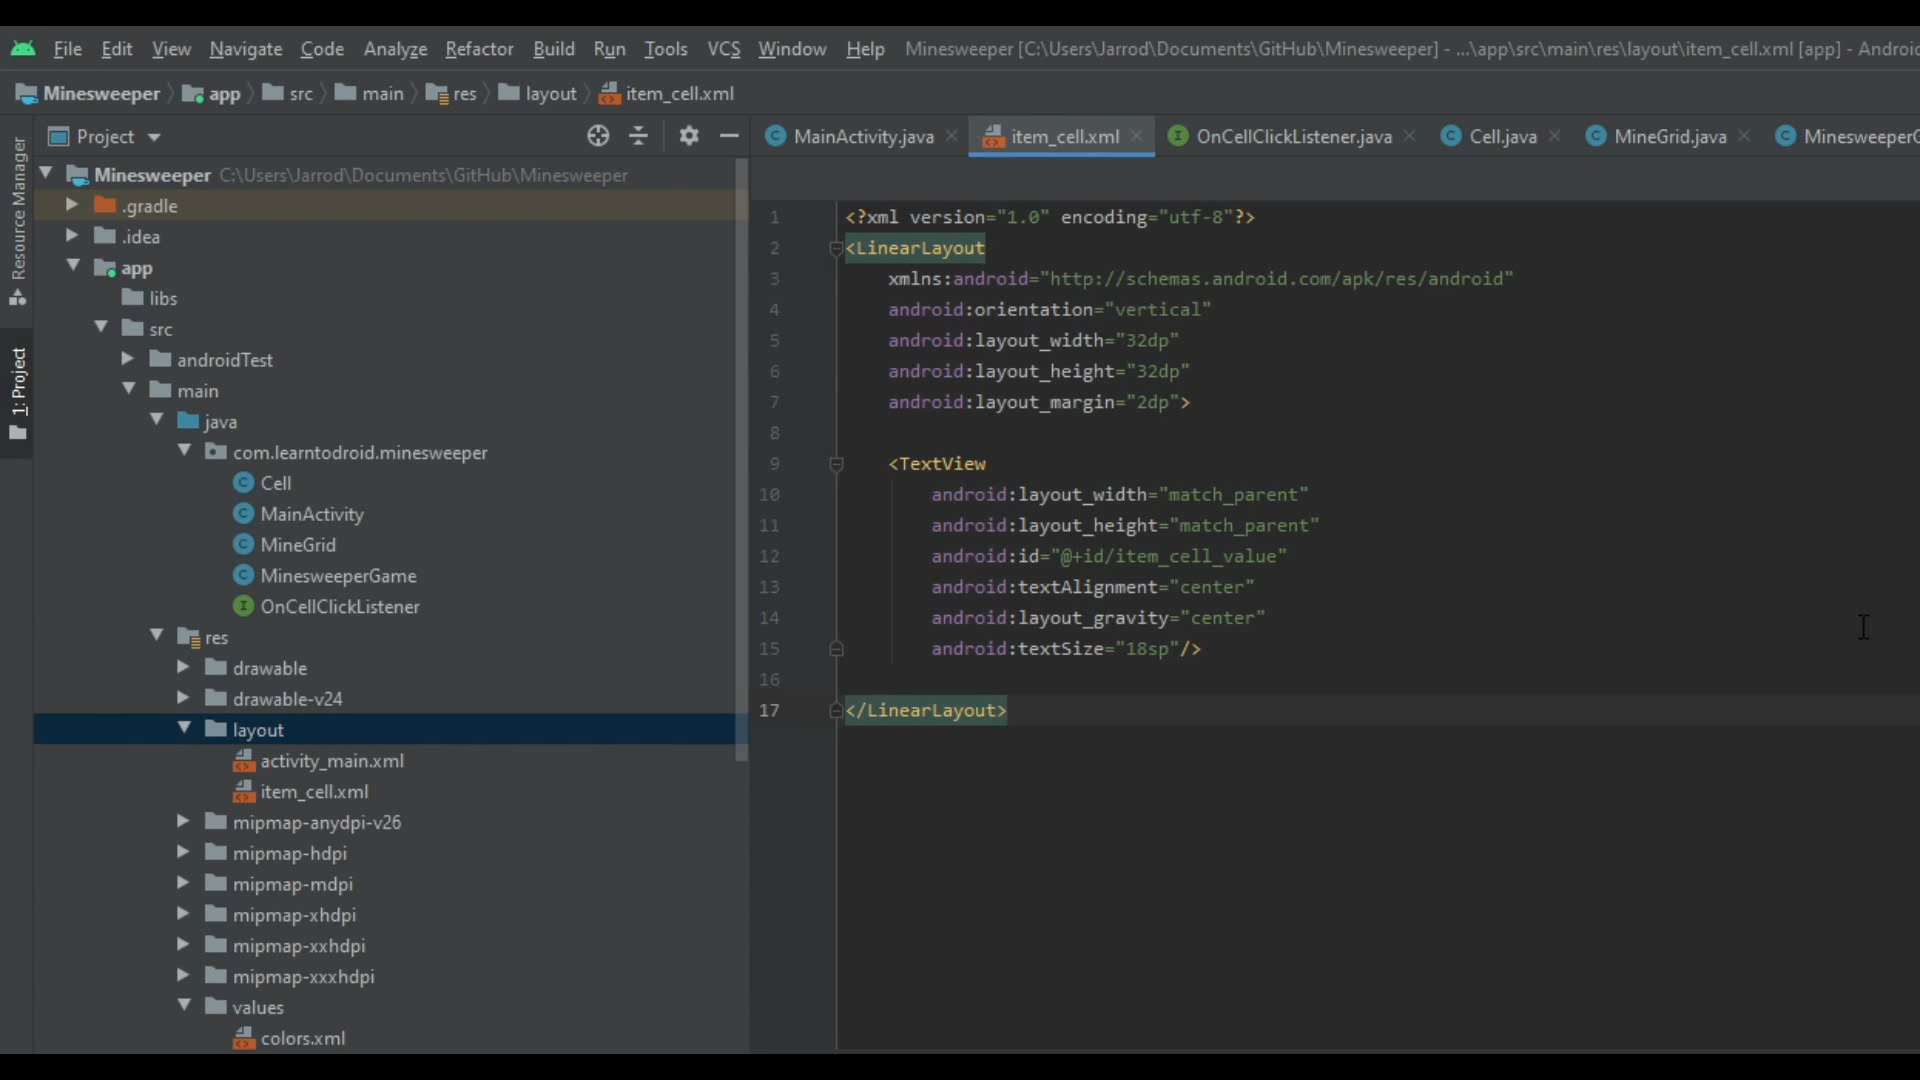 File Edit View Navigate Code Analyze Refactor Build Run Tools VCS Window Help Minesweeper [C:\Users\Jarrod\Documents\GitHub\Minesweeper] - ...\app\src\main\res\layout\item_cell.xml [app] - Android
Minesweeper app src main res layout item_cell.xml
Resource Manager
1: Project
Project
Minesweeper C:\Users\Jarrod\Documents\GitHub\Minesweeper
.gradle
.idea
app
libs
src
androidTest
main
java
com.learntodroid.minesweeper
Cell
MainActivity
MineGrid
MinesweeperGame
OnCellClickListener
res
drawable
drawable-v24
layout
activity_main.xml
item_cell.xml
mipmap-anydpi-v26
mipmap-hdpi
mipmap-mdpi
mipmap-xhdpi
mipmap-xxhdpi
mipmap-xxxhdpi
values
colors.xml
MainActivity.java item_cell.xml OnCellClickListener.java Cell.java MineGrid.java MinesweeperG
1 <?xml version="1.0" encoding="utf-8"?>
2 <LinearLayout
3 xmlns:android="http://schemas.android.com/apk/res/android"
4 android:orientation="vertical"
5 android:layout_width="32dp"
6 android:layout_height="32dp"
7 android:layout_margin="2dp">
8
9 <TextView
10 android:layout_width="match_parent"
11 android:layout_height="match_parent"
12 android:id="@+id/item_cell_value"
13 android:textAlignment="center"
14 android:layout_gravity="center"
15 android:textSize="18sp"/>
16
17 </LinearLayout>